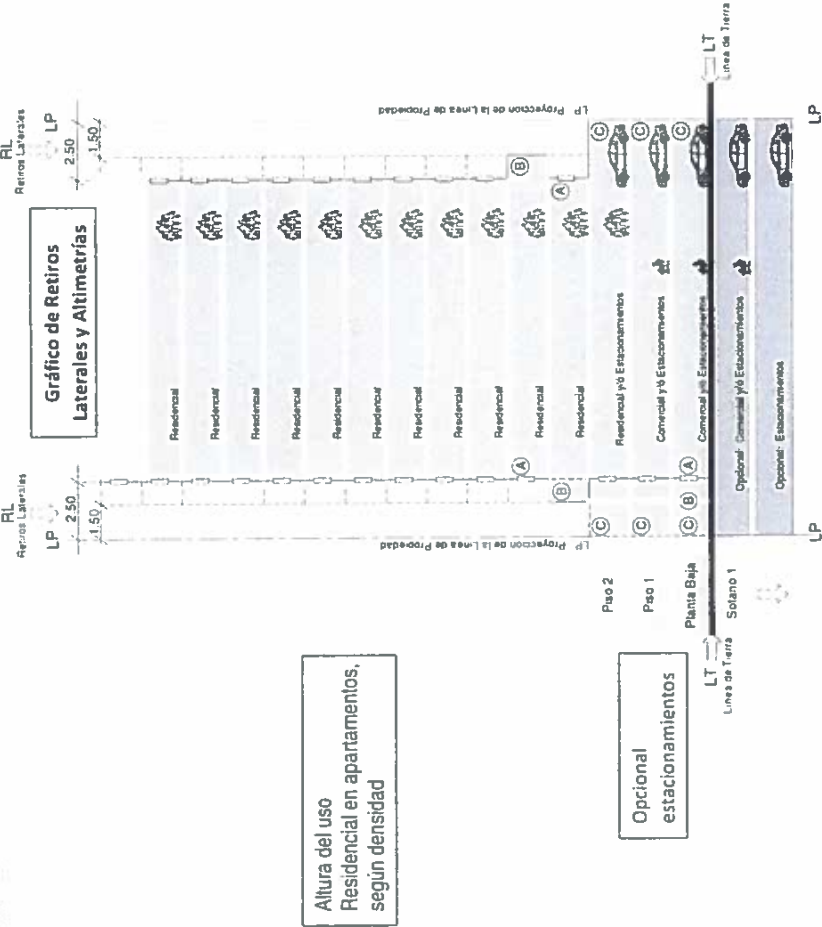 Gráfico de Retiros
Laterales y Altimetrías
RL
Retiros Laterales
LP
2.50
1.50
RL
Retiros Laterales
LP
2.50
1.50
LP Proyección de la Línea de Propiedad
LP Proyección de la Línea de Propiedad
Residencial
Residencial
Residencial
Residencial
Residencial
Residencial
Residencial
Residencial
Residencial
Residencial
Residencial
A
B
B
A
Altura del uso
Residencial en apartamentos,
según densidad
Piso 2
C
Residencial y/ó Estacionamientos
C
Piso 1
C
Comercial y/ó Estacionamientos
C
Planta Baja
C
B
A
Comercial y/ó Estacionamientos
C
Opcional
estacionamientos
LT
Línea de Tierra
LT
Línea de Tierra
Sotano 1
Opcional: Comercial y/ó Estacionamientos
Opcional: Estacionamientos
LP
LP